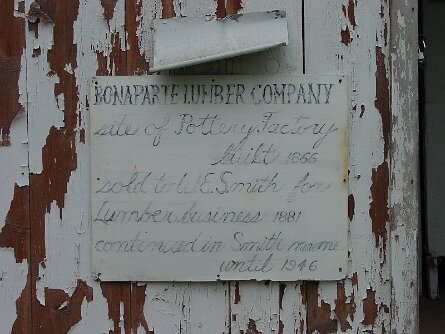 BONAPARTE LUMBER COMPANY
site of Pottery Factory
built 1866
sold to W.E. Smith for
Lumber business 1881
continued in Smith name
until 1946